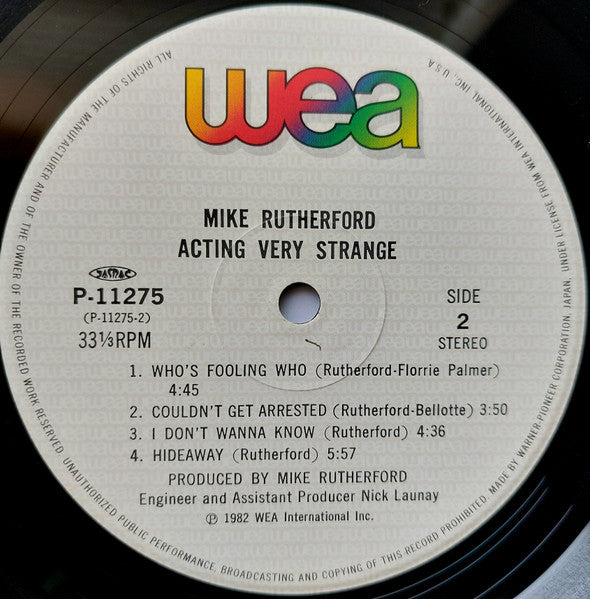 wea
MIKE RUTHERFORD
ACTING VERY STRANGE
JASRAC
P-11275
(P-11275-2)
33⅓RPM
SIDE
2
STEREO
1. WHO'S FOOLING WHO (Rutherford-Florrie Palmer)
4:45
2. COULDN'T GET ARRESTED (Rutherford-Bellotte) 3:50
3. I DON'T WANNA KNOW (Rutherford) 4:36
4. HIDEAWAY (Rutherford) 5:57
PRODUCED BY MIKE RUTHERFORD
Engineer and Assistant Producer Nick Launay
℗ 1982 WEA International Inc.
ALL RIGHTS OF THE MANUFACTURER AND OF THE OWNER OF THE RECORDED WORK RESERVED. UNAUTHORIZED PUBLIC PERFORMANCE, BROADCASTING AND COPYING OF THIS RECORD PROHIBITED. MADE BY WARNER-PIONEER CORPORATION, JAPAN, UNDER LICENSE FROM WEA INTERNATIONAL INC., U.S.A